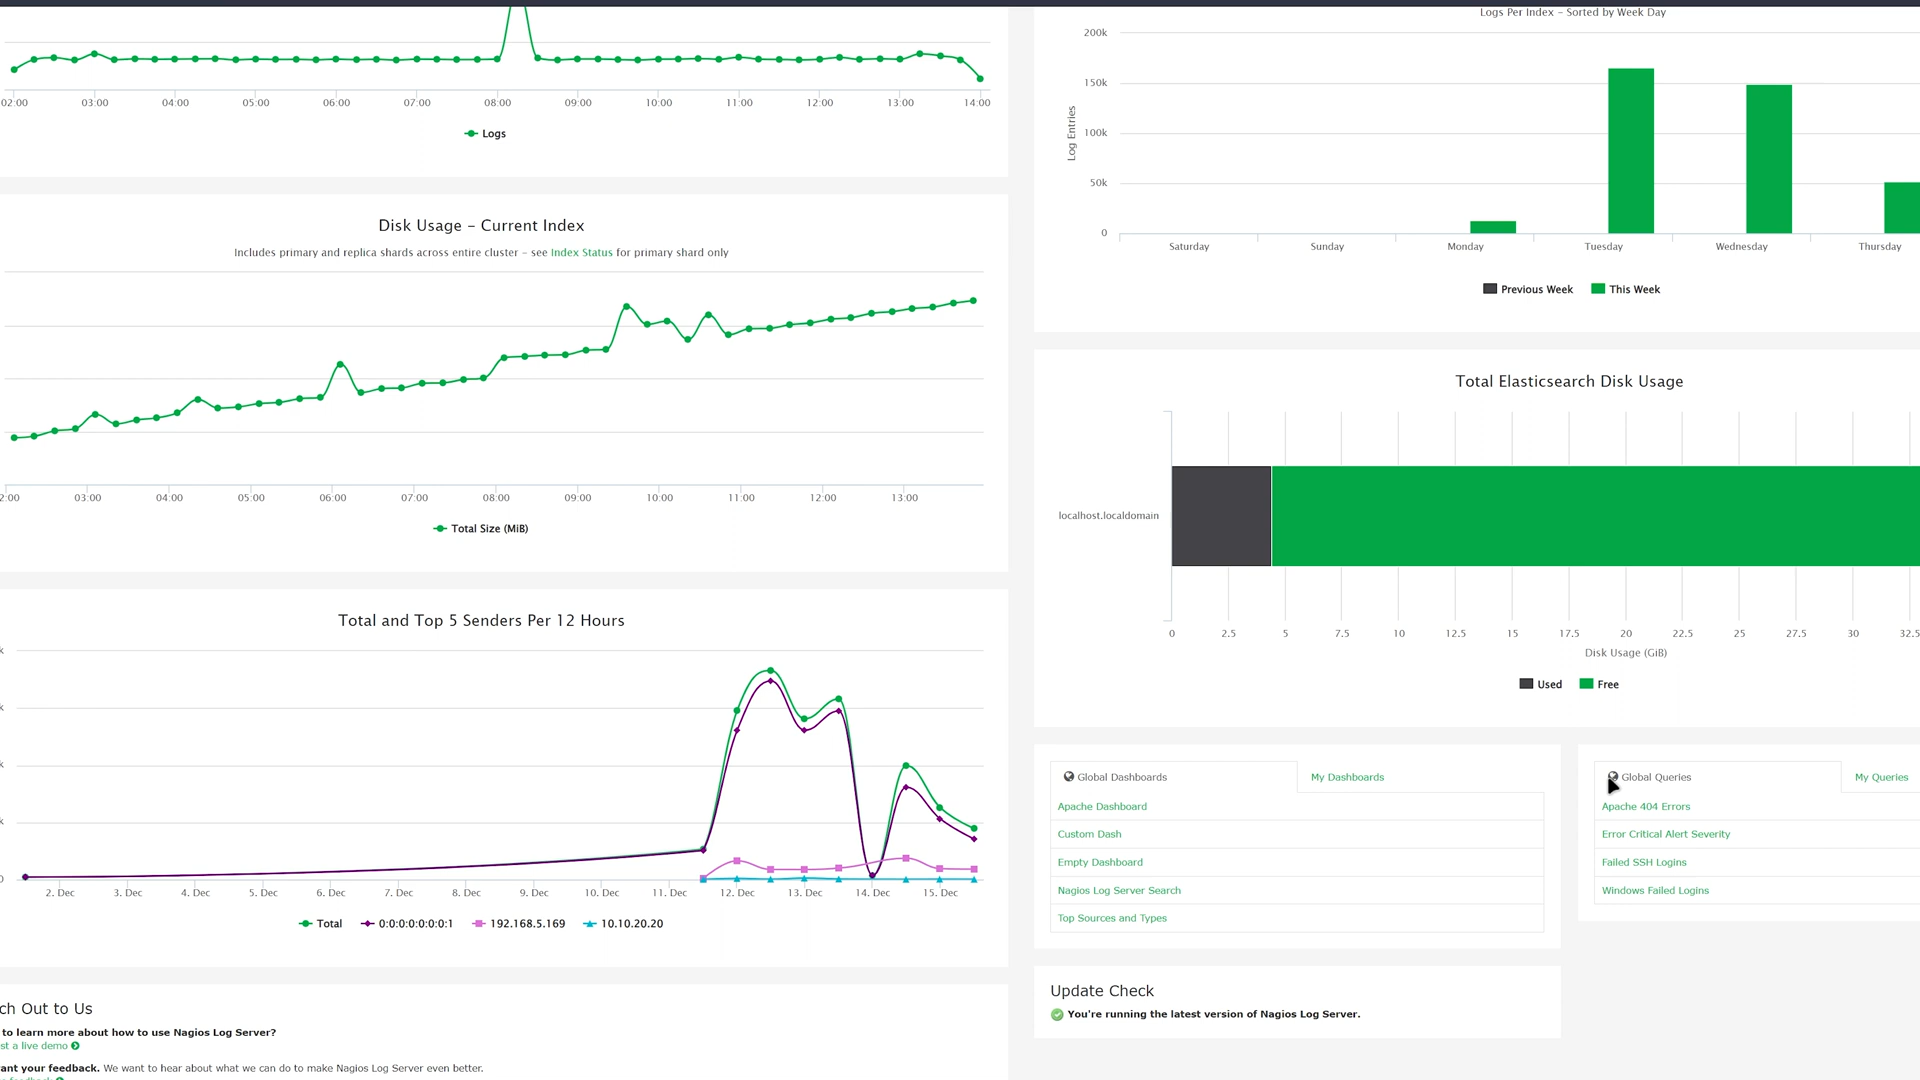 02:00 03:00 04:00 05:00 06:00 07:00 08:00 09:00 10:00 11:00 12:00 13:00 14:00
Logs
Disk Usage – Current Index
Includes primary and replica shards across entire cluster – see Index Status for primary shard only
2:00 03:00 04:00 05:00 06:00 07:00 08:00 09:00 10:00 11:00 12:00 13:00
Total Size (MiB)
Total and Top 5 Senders Per 12 Hours
k
k
k
k
0
2. Dec 3. Dec 4. Dec 5. Dec 6. Dec 7. Dec 8. Dec 9. Dec 10. Dec 11. Dec 12. Dec 13. Dec 14. Dec 15. Dec
Total 0:0:0:0:0:0:0:1 192.168.5.169 10.10.20.20
ch Out to Us
to learn more about how to use Nagios Log Server?
st a live demo
ant your feedback. We want to hear about what we can do to make Nagios Log Server even better.
Logs Per Index – Sorted by Week Day
Log Entries
200k
150k
100k
50k
0
Saturday Sunday Monday Tuesday Wednesday Thursday
Previous Week This Week
Total Elasticsearch Disk Usage
localhost.localdomain
0 2.5 5 7.5 10 12.5 15 17.5 20 22.5 25 27.5 30 32.5
Disk Usage (GiB)
Used Free
Global Dashboards My Dashboards
Apache Dashboard
Custom Dash
Empty Dashboard
Nagios Log Server Search
Top Sources and Types
Global Queries My Queries
Apache 404 Errors
Error Critical Alert Severity
Failed SSH Logins
Windows Failed Logins
Update Check
You're running the latest version of Nagios Log Server.